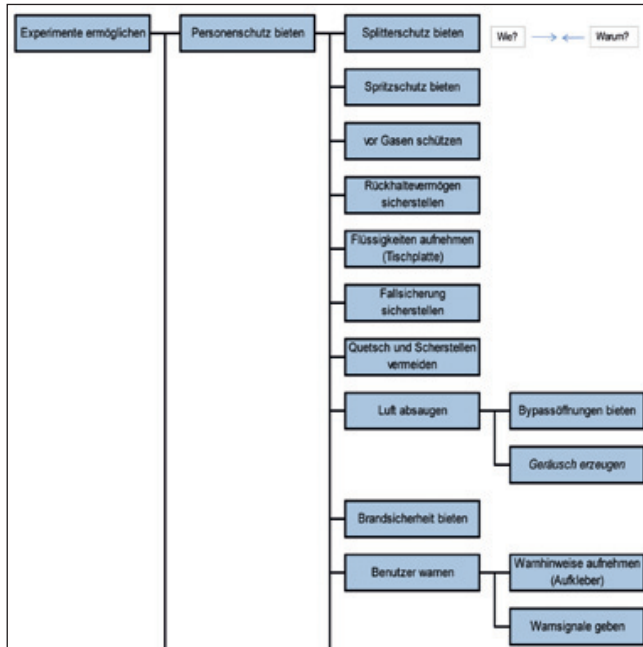 Experimente ermöglichen
Personenschutz bieten
Splitterschutz bieten
Wie?
Warum?
Spritzschutz bieten
vor Gasen schützen
Rückhaltevermögen
sicherstellen
Flüssigkeiten aufnehmen
(Tischplatte)
Fallsicherung
sicherstellen
Quetsch und Scherstellen
vermeiden
Luft absaugen
Bypassöffnungen bieten
Geräusch erzeugen
Brandsicherheit bieten
Benutzer warnen
Warnhinweise aufnehmen
(Aufkleber)
Warnsignale geben